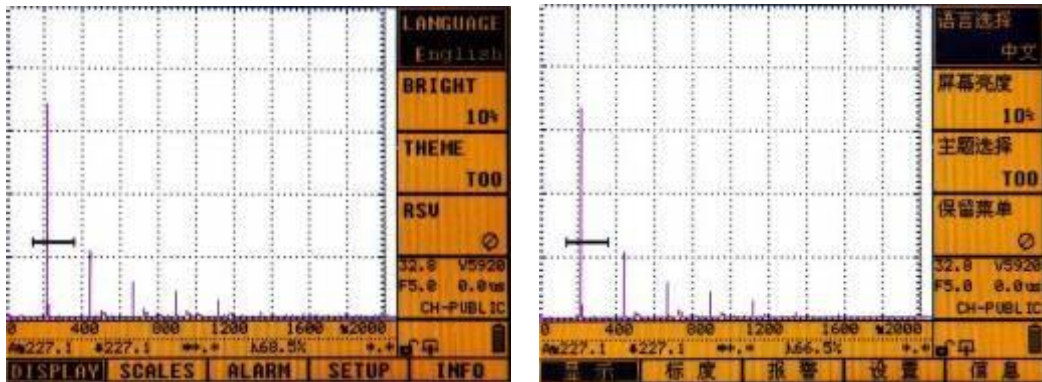 LANGUAGE
English
BRIGHT
10%
THEME
T00
RSV
32.8 V5920
F5.0 0.0us
CH-PUBLIC
0 400 800 1200 1600 2000
227.1 227.1 68.5%
DISPLAY SCALES ALARM SETUP INFO
语言选择
中文
屏幕亮度
10%
主题选择
T00
保留菜单
32.8 V5920
F5.0 0.0us
CH-PUBLIC
0 400 800 1200 1600 2000
227.1 227.1 66.5%
显示 标度 报警 设置 信息